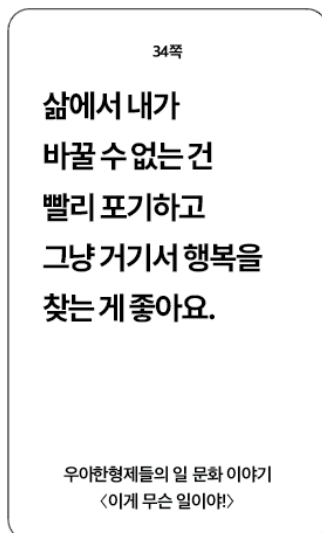 34쪽
삶에서 내가
바꿀 수 없는 건
빨리 포기하고
그냥 거기서 행복을
찾는 게 좋아요.
우아한형제들의 일 문화 이야기
〈이게 무슨 일이야!〉